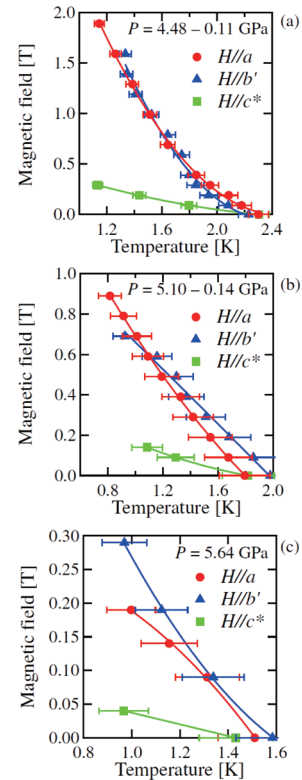 (a)
P = 4.48 – 0.11 GPa
H//a
H//b'
H//c*
Magnetic field [T]
2.0
1.5
1.0
0.5
0.0
1.2 1.6 2.0 2.4
Temperature [K]
(b)
P = 5.10 – 0.14 GPa
H//a
H//b'
H//c*
Magnetic field [T]
1.0
0.8
0.6
0.4
0.2
0.0
0.8 1.2 1.6 2.0
Temperature [K]
(c)
P = 5.64 GPa
H//a
H//b'
H//c*
Magnetic field [T]
0.30
0.25
0.20
0.15
0.10
0.05
0.00
0.8 1.0 1.2 1.4 1.6
Temperature [K]